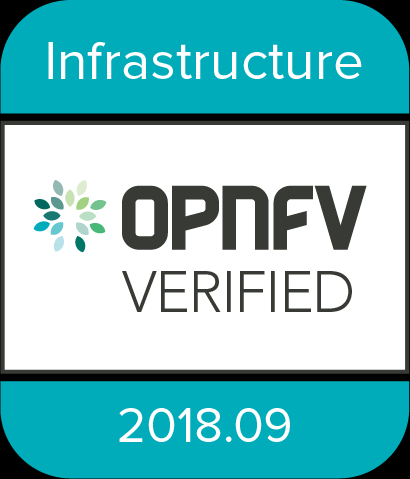 Infrastructure
OPNFV
VERIFIED
2018.09